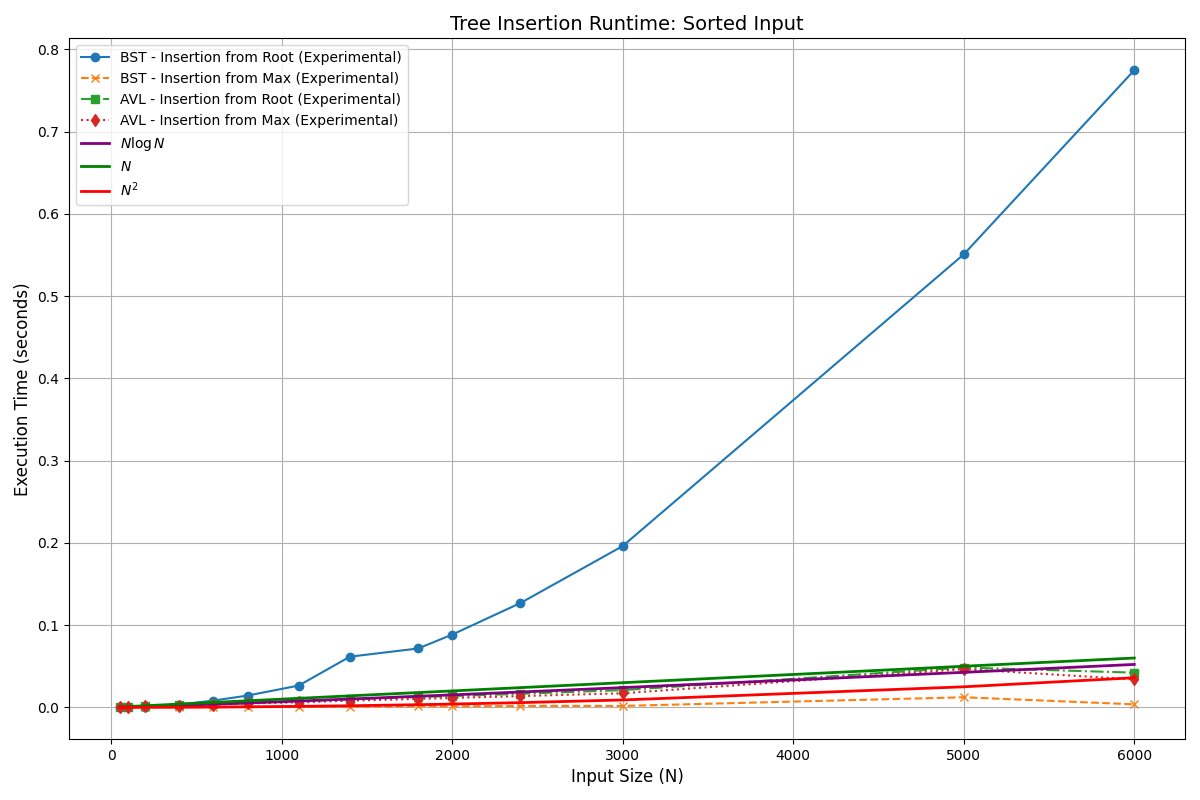 Tree Insertion Runtime: Sorted Input
BST - Insertion from Root (Experimental)
BST - Insertion from Max (Experimental)
AVL - Insertion from Root (Experimental)
AVL - Insertion from Max (Experimental)
N log N
N
N²
Execution Time (seconds)
0.8
0.7
0.6
0.5
0.4
0.3
0.2
0.1
0.0
0 1000 2000 3000 4000 5000 6000
Input Size (N)